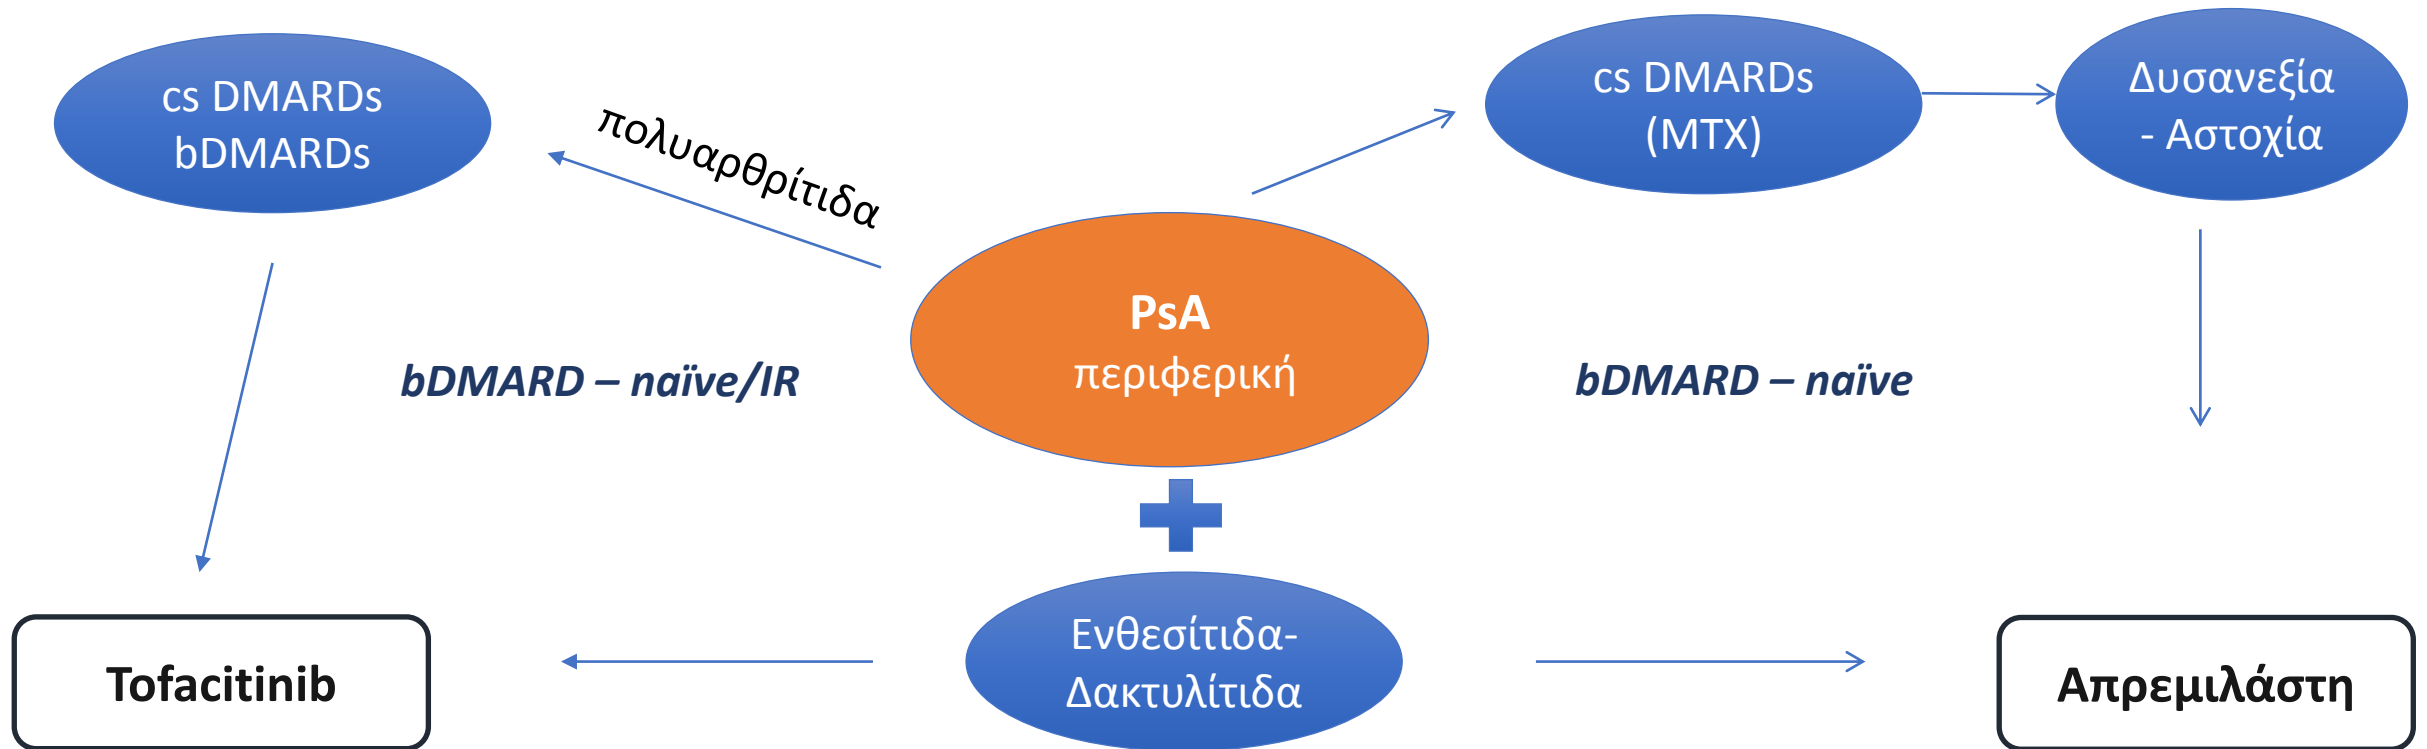 cs DMARDs
bDMARDs
πολυαρθρίτιδα
cs DMARDs
(MTX)
Δυσανεξία
- Αστοχία
PsA
περιφερική
bDMARD – naïve/IR
bDMARD – naïve
Ενθεσίτιδα-
Δακτυλίτιδα
Tofacitinib
Απρεμιλάστη